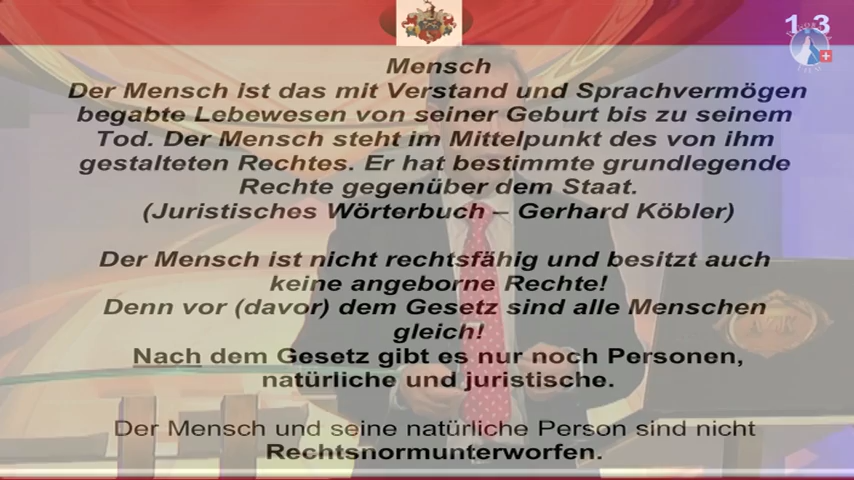 1 3
Mensch
Der Mensch ist das mit Verstand und Sprachvermögen
begabte Lebewesen von seiner Geburt bis zu seinem
Tod. Der Mensch steht im Mittelpunkt des von ihm
gestalteten Rechtes. Er hat bestimmte grundlegende
Rechte gegenüber dem Staat.
(Juristisches Wörterbuch – Gerhard Köbler)
Der Mensch ist nicht rechtsfähig und besitzt auch
keine angeborne Rechte!
Denn vor (davor) dem Gesetz sind alle Menschen
gleich!
Nach dem Gesetz gibt es nur noch Personen,
natürliche und juristische.
Der Mensch und seine natürliche Person sind nicht
Rechtsnormunterworfen.
AZK